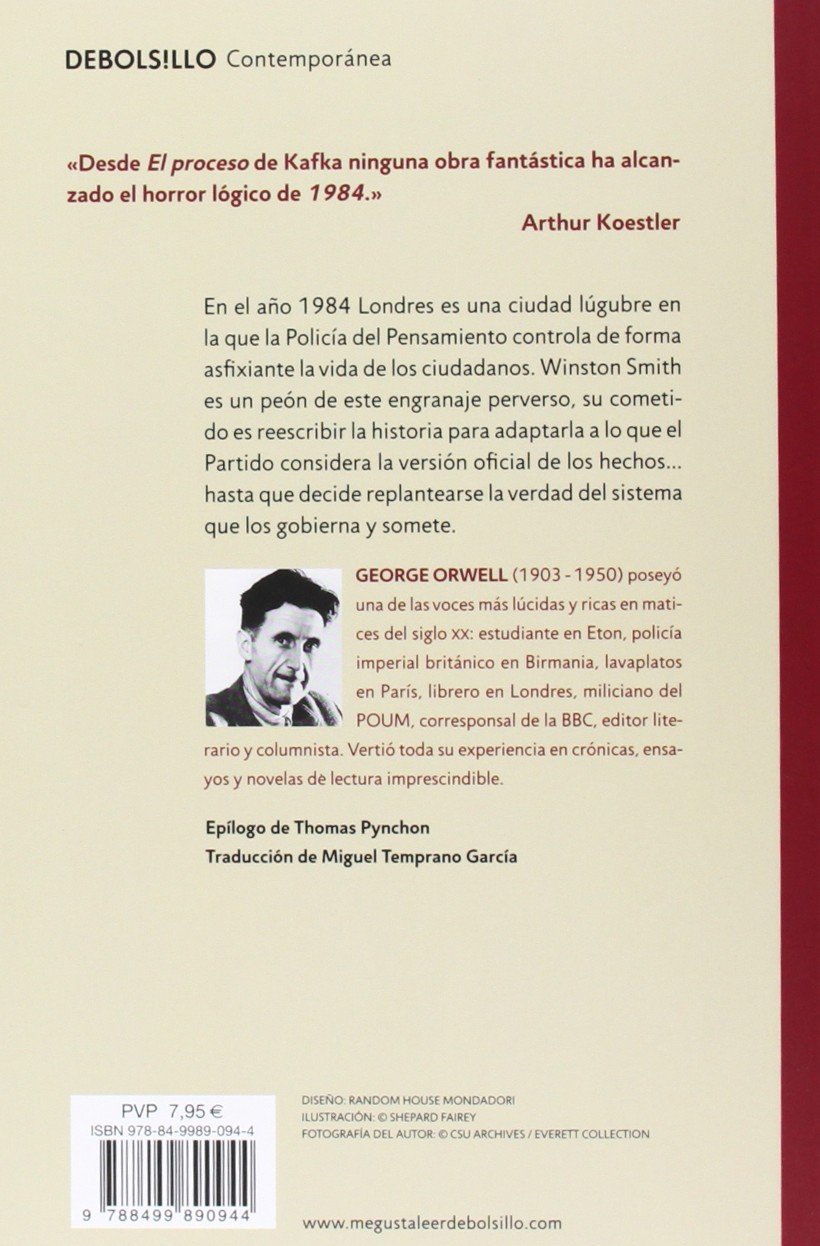 DEBOLS!LLO Contemporánea
«Desde El proceso de Kafka ninguna obra fantástica ha alcan-
zado el horror lógico de 1984.»
Arthur Koestler
En el año 1984 Londres es una ciudad lúgubre en
la que la Policía del Pensamiento controla de forma
asfixiante la vida de los ciudadanos. Winston Smith
es un peón de este engranaje perverso, su cometi-
do es reescribir la historia para adaptarla a lo que el
Partido considera la versión oficial de los hechos...
hasta que decide replantearse la verdad del sistema
que los gobierna y somete.
GEORGE ORWELL (1903 - 1950) poseyó
una de las voces más lúcidas y ricas en mati-
ces del siglo XX: estudiante en Eton, policía
imperial británico en Birmania, lavaplatos
en París, librero en Londres, miliciano del
POUM, corresponsal de la BBC, editor lite-
rario y columnista. Vertió toda su experiencia en crónicas, ensa-
yos y novelas de lectura imprescindible.
Epílogo de Thomas Pynchon
Traducción de Miguel Temprano García
PVP 7,95 €
ISBN 978-84-9989-094-4
9 788499 890944
DISEÑO: RANDOM HOUSE MONDADORI
ILUSTRACIÓN: © SHEPARD FAIREY
FOTOGRAFÍA DEL AUTOR: © CSU ARCHIVES / EVERETT COLLECTION
www.megustaleerdebolsillo.com